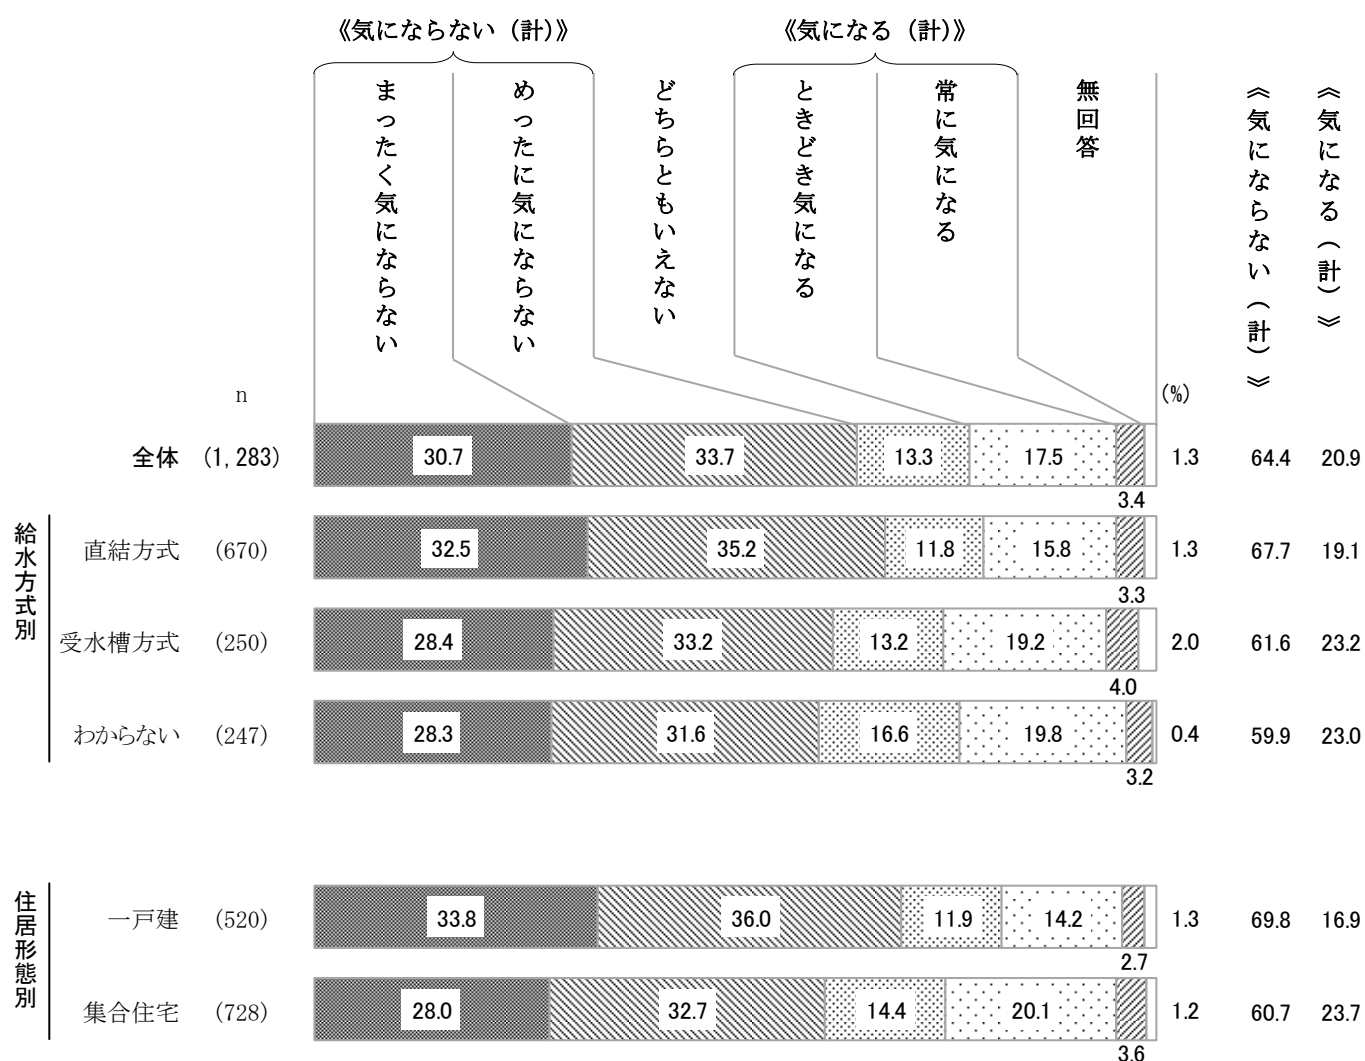 《気にならない（計）》
《気になる（計）》
まったく気にならない
めったに気にならない
どちらともいえない
ときどき気になる
常に気になる
無回答
《気にならない（計）》
《気になる（計）》
n
(%)
全体 (1,283) 30.7 33.7 13.3 17.5 1.3 64.4 20.9
3.4
給水方式別
直結方式 (670) 32.5 35.2 11.8 15.8 1.3 67.7 19.1
3.3
受水槽方式 (250) 28.4 33.2 13.2 19.2 2.0 61.6 23.2
4.0
わからない (247) 28.3 31.6 16.6 19.8 0.4 59.9 23.0
3.2
住居形態別
一戸建 (520) 33.8 36.0 11.9 14.2 1.3 69.8 16.9
2.7
集合住宅 (728) 28.0 32.7 14.4 20.1 1.2 60.7 23.7
3.6